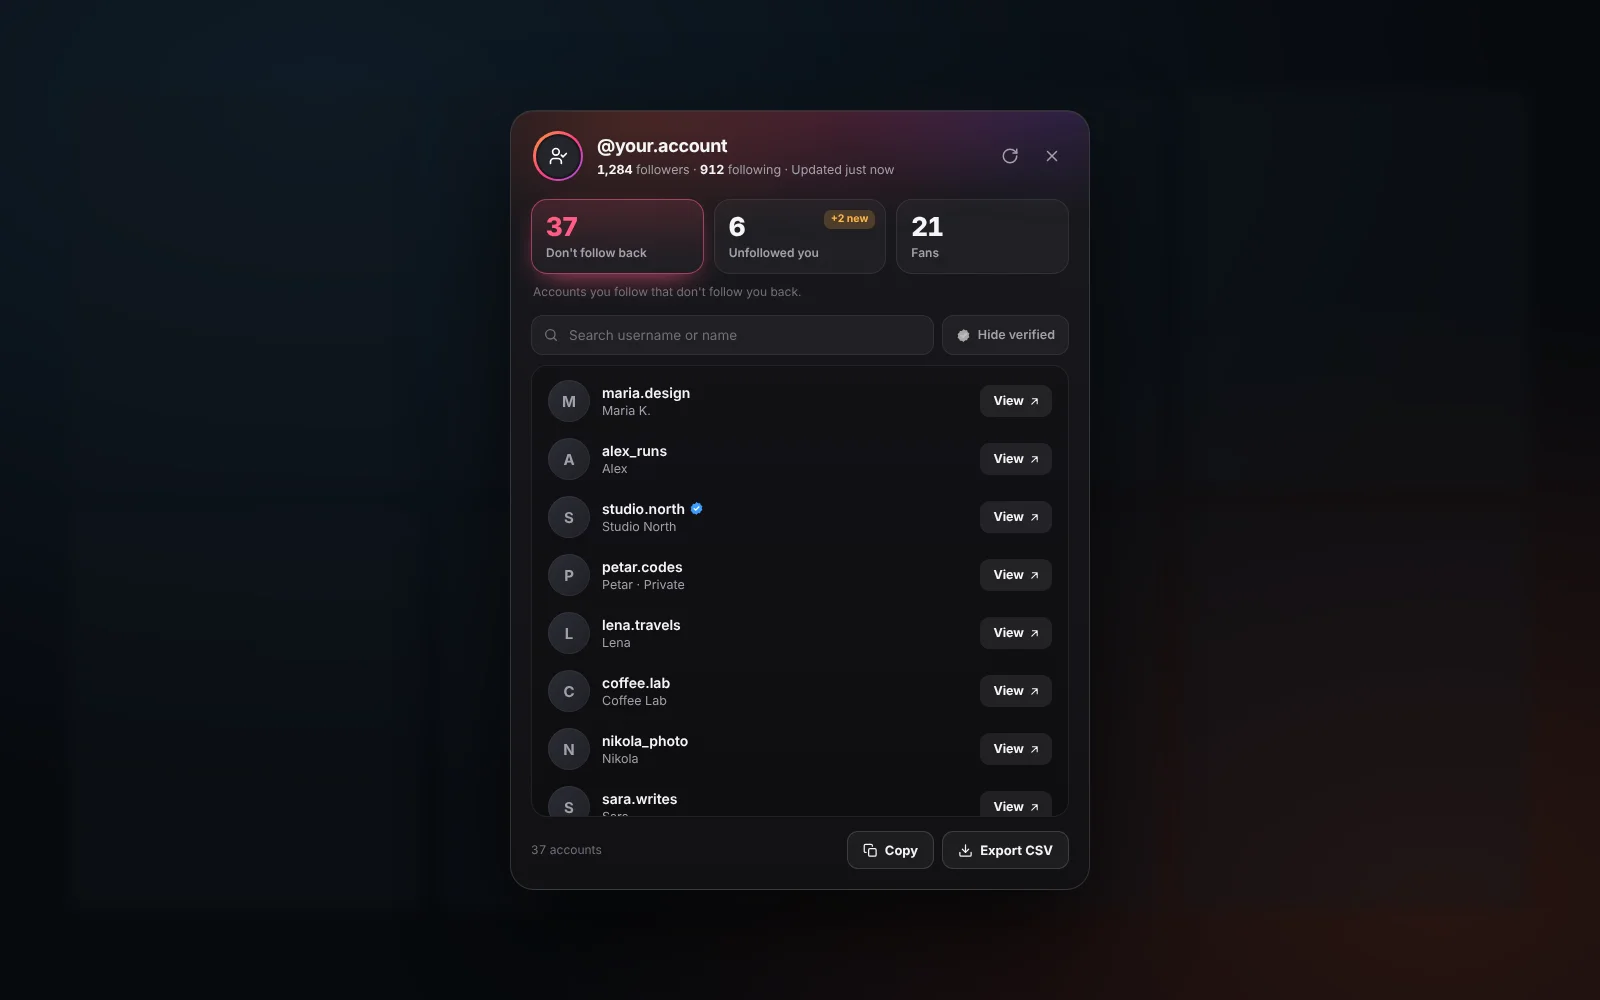 @your.account
1,284 followers · 912 following · Updated just now
37
Don't follow back
6
+2 new
Unfollowed you
21
Fans
Accounts you follow that don't follow you back.
Search username or name
Hide verified
M
maria.design
Maria K.
View
A
alex_runs
Alex
View
S
studio.north
Studio North
View
P
petar.codes
Petar · Private
View
L
lena.travels
Lena
View
C
coffee.lab
Coffee Lab
View
N
nikola_photo
Nikola
View
S
sara.writes
Sara
View
37 accounts
Copy
Export CSV